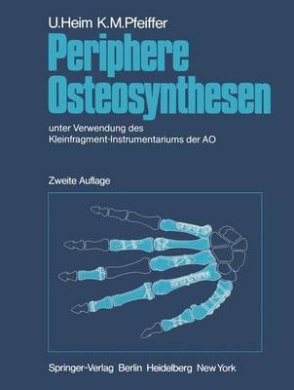 U.Heim K.M.Pfeiffer
Periphere
Osteosynthesen
unter Verwendung des
Kleinfragment-Instrumentariums der AO
Zweite Auflage
Springer-Verlag Berlin Heidelberg New York